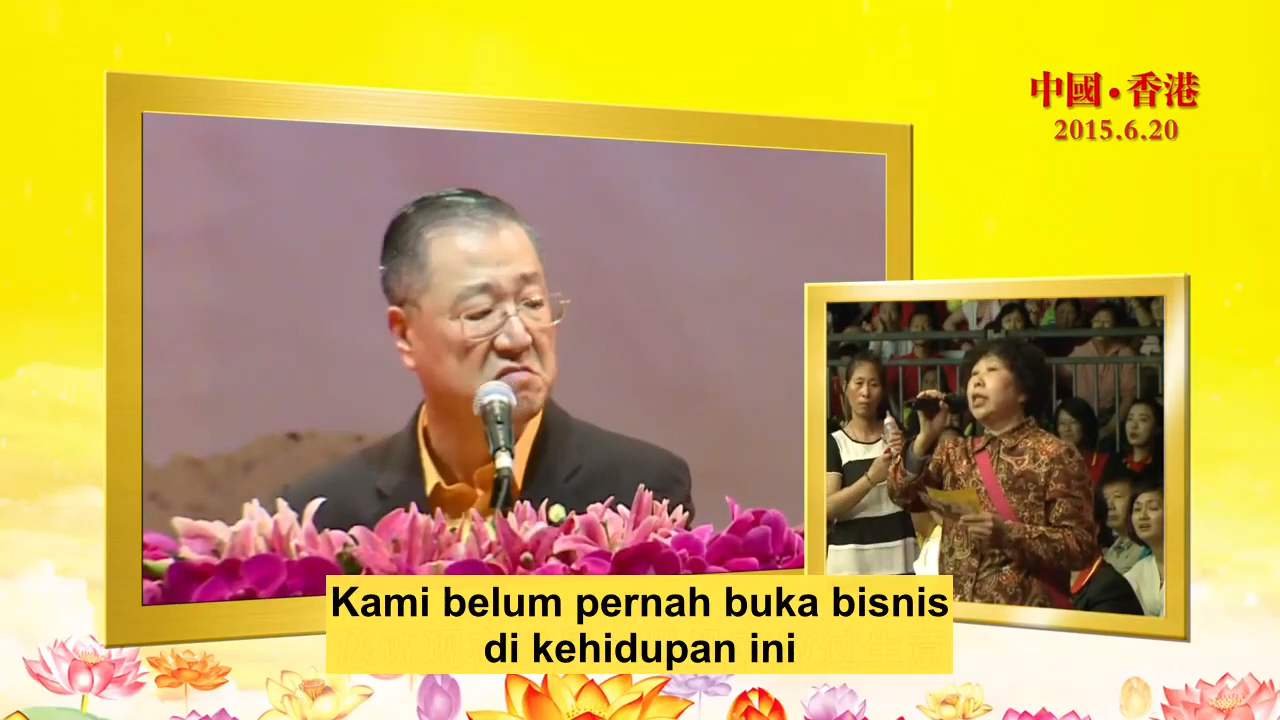 中國·香港
2015.6.20
Kami belum pernah buka bisnis
di kehidupan ini